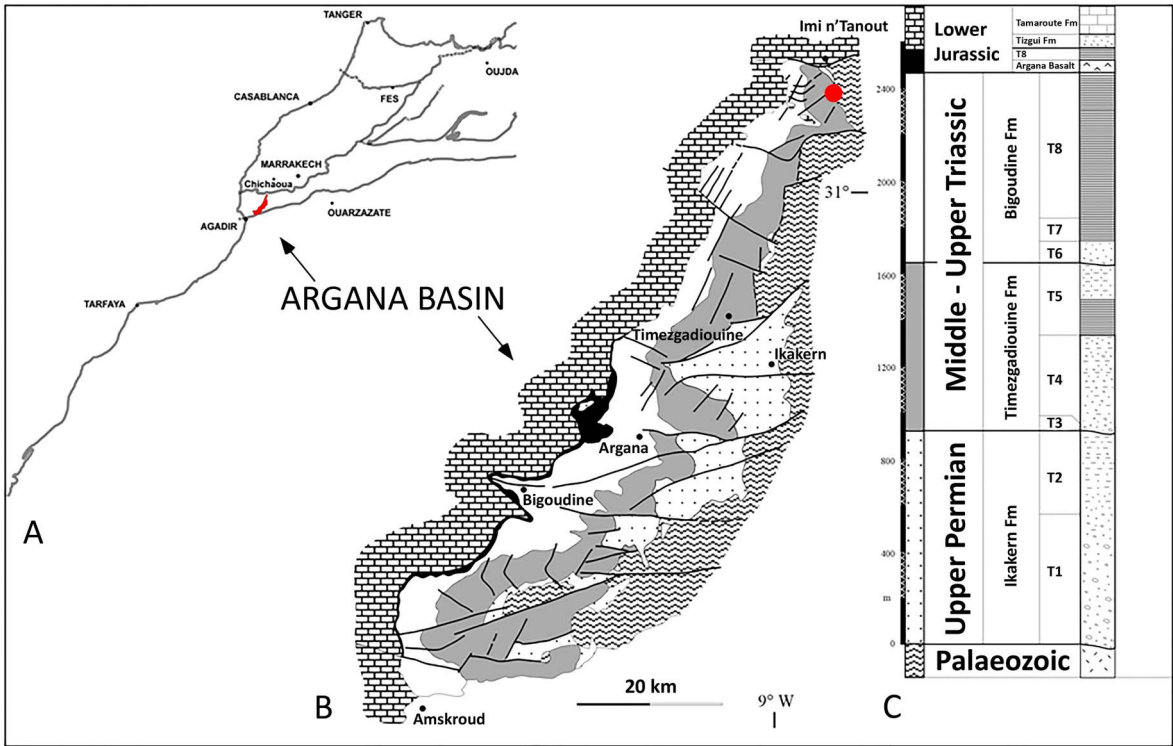 TANGER
OUJDA
CASABLANCA
FES
MARRAKECH
Chichaoua
OUARZAZATE
AGADIR
TARFAYA
ARGANA BASIN
A
Imi n'Tanout
31°
Timezgadiouine
Ikakern
Argana
Bigoudine
Amskroud
B
20 km
9° W
C
Lower Jurassic
Tamaroute Fm
Tizgui Fm
T8
Argana Basalt
Middle - Upper Triassic
Bigoudine Fm
T8
T7
T6
Timezgadiouine Fm
T5
T4
T3
Upper Permian
Ikakern Fm
T2
T1
Palaeozoic
2400
2000
1600
1200
800
400
m
0